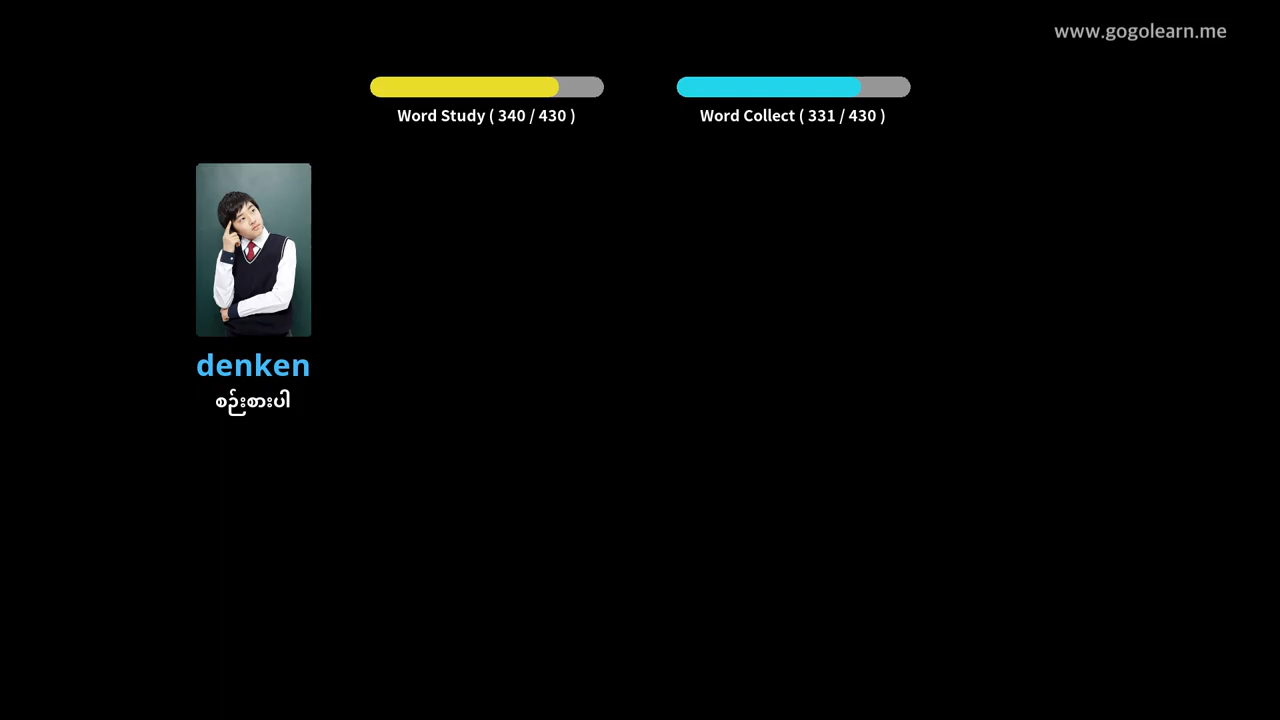 www.gogolearn.me
Word Study ( 340 / 430 )
Word Collect ( 331 / 430 )
denken
စဉ်းစားပါ